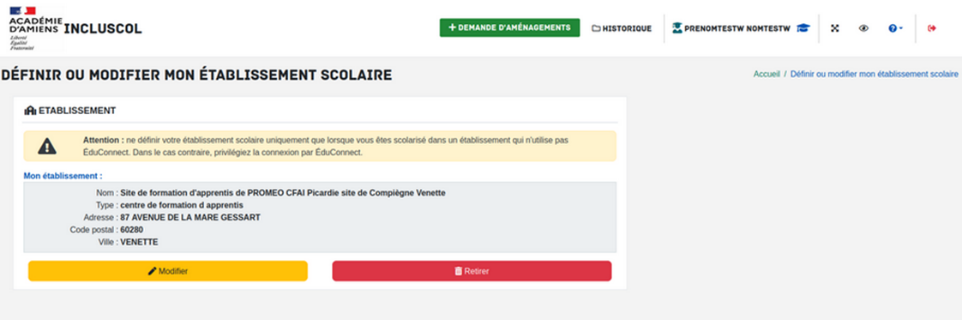 ACADÉMIE
D'AMIENS
Liberté
Égalité
Fraternité
INCLUSCOL
+ DEMANDE D'AMÉNAGEMENTS
HISTORIQUE
PRENOMTESTW NOMTESTW
DÉFINIR OU MODIFIER MON ÉTABLISSEMENT SCOLAIRE
Accueil / Définir ou modifier mon établissement scolaire
ETABLISSEMENT
Attention : ne définir votre établissement scolaire uniquement que lorsque vous êtes scolarisé dans un établissement qui n'utilise pas
ÉduConnect. Dans le cas contraire, privilégiez la connexion par ÉduConnect.
Mon établissement :
Nom : Site de formation d'apprentis de PROMEO CFAI Picardie site de Compiègne Venette
Type : centre de formation d apprentis
Adresse : 87 AVENUE DE LA MARE GESSART
Code postal : 60280
Ville : VENETTE
Modifier
Retirer